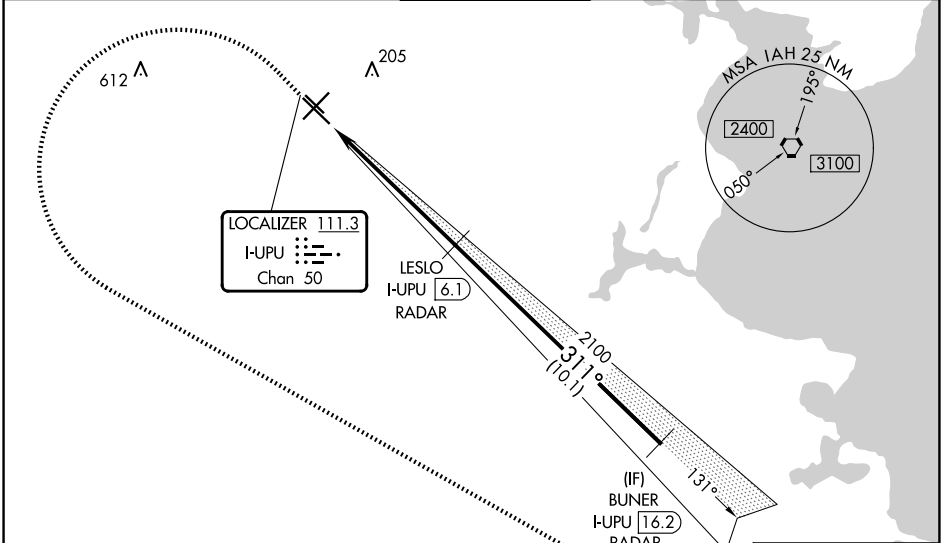 612
205
MSA IAH 25 NM
195°
2400
3100
050°
LOCALIZER 111.3
I-UPU
Chan 50
LESLO
I-UPU 6.1
RADAR
2100
311°
(10.1)
131°
(IF)
BUNER
I-UPU 16.2
RADAR